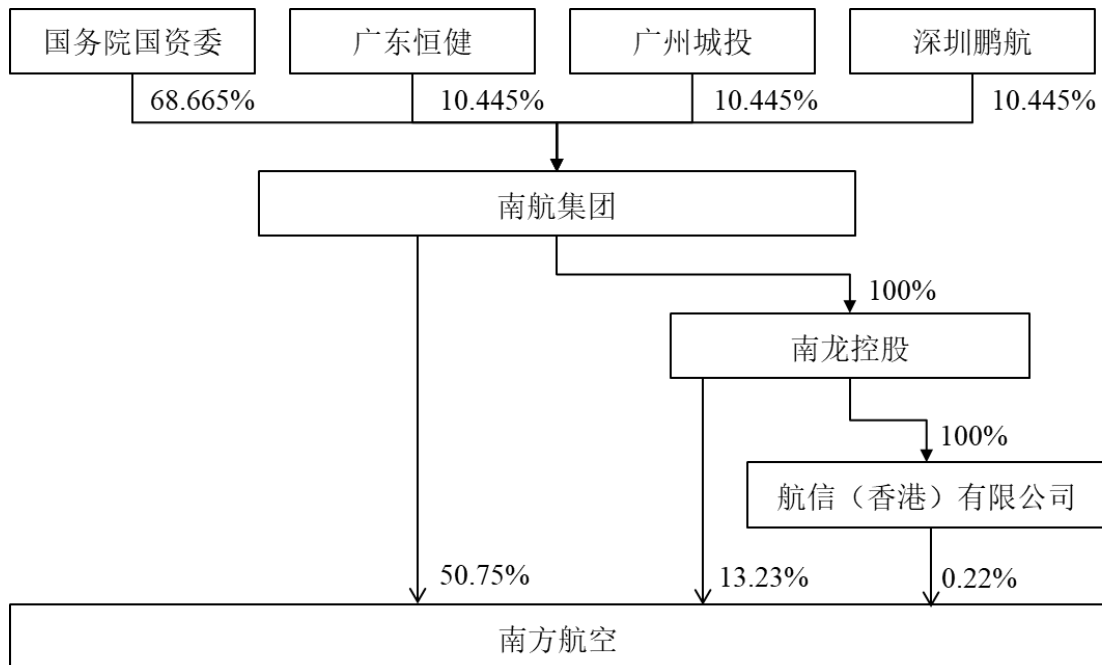 国务院国资委
广东恒健
广州城投
深圳鹏航
68.665%
10.445%
10.445%
10.445%
南航集团
100%
南龙控股
100%
航信（香港）有限公司
50.75%
13.23%
0.22%
南方航空